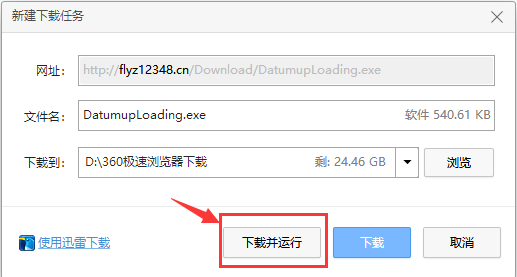 新建下载任务
网址: http://flyz12348.cn/Download/DatumupLoading.exe
文件名: DatumupLoading.exe 软件 540.61 KB
下载到: D:\360极速浏览器下载 剩: 24.46 GB 浏览
使用迅雷下载 下载并运行 下载 取消